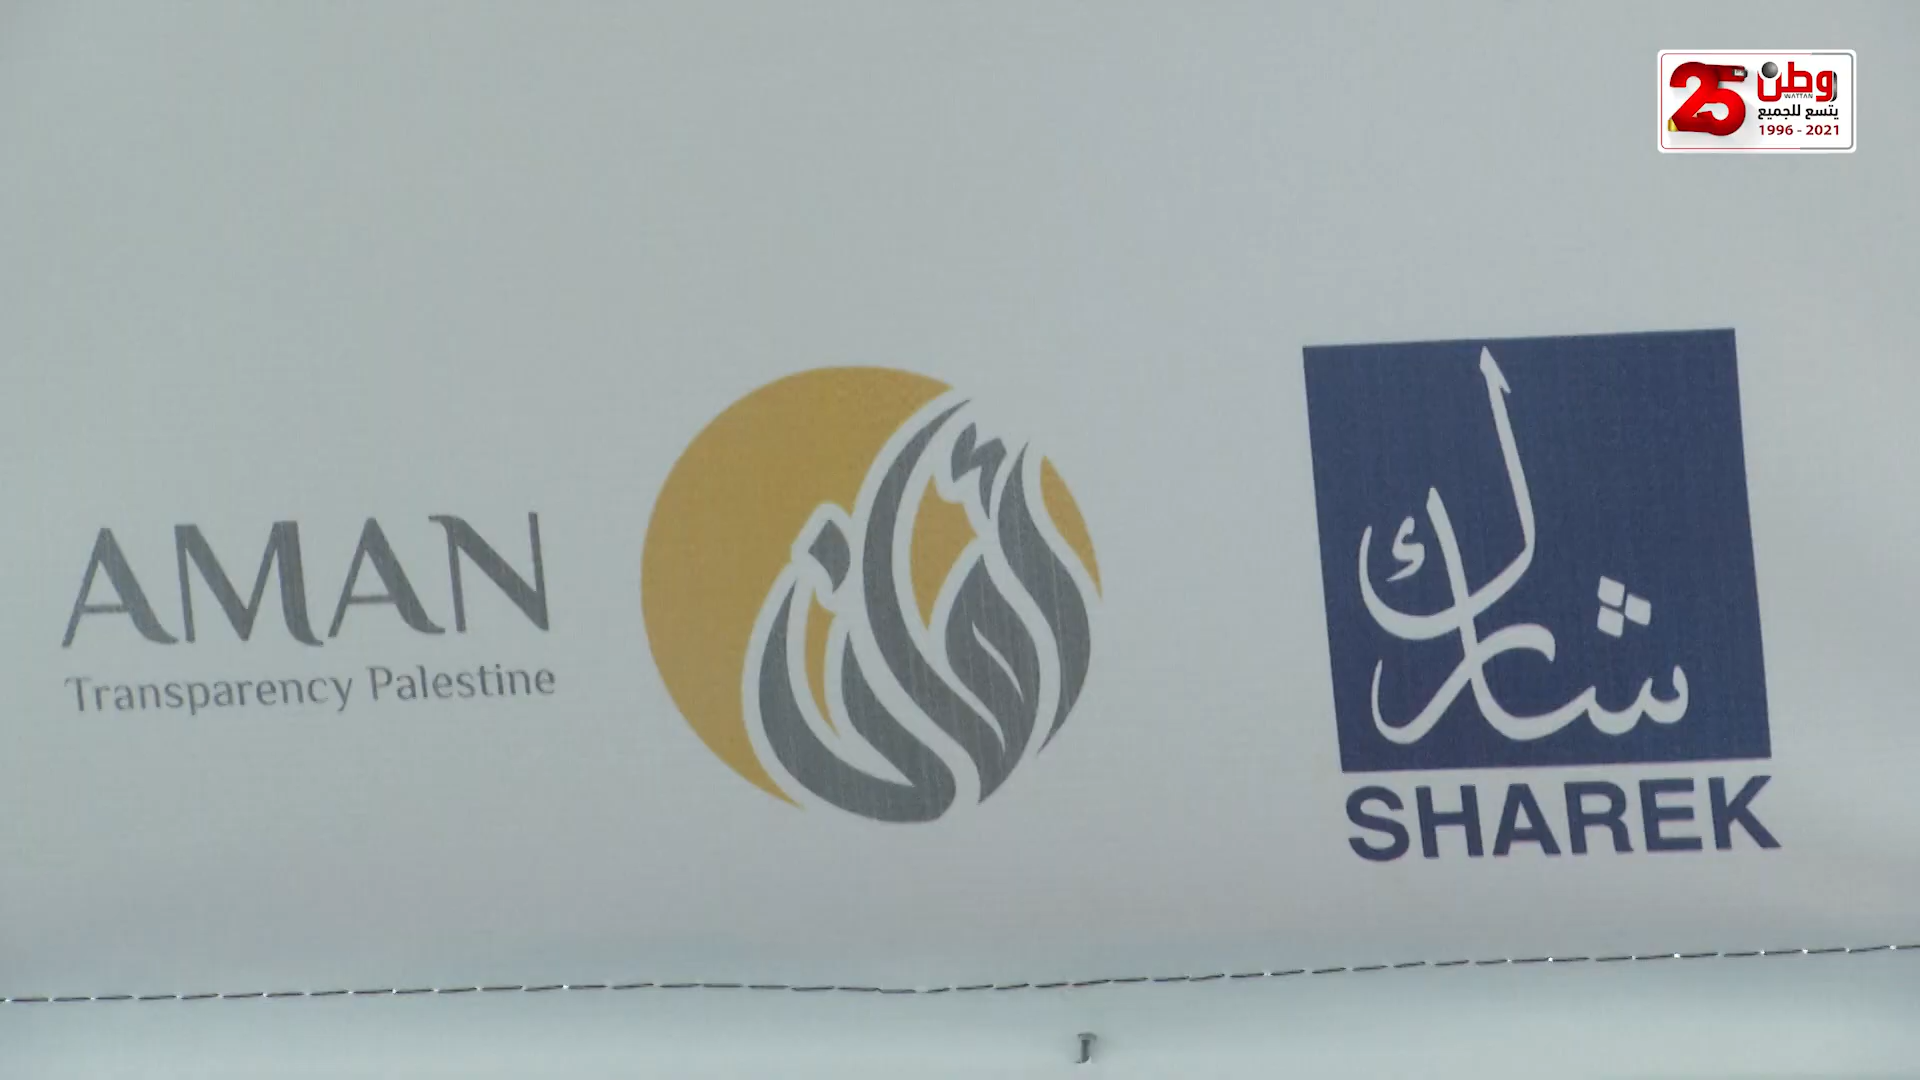 25
وطن
WATTAN
يتسع للجميع
1996 - 2021
AMAN
Transparency Palestine
أمان
شارك
SHAREK